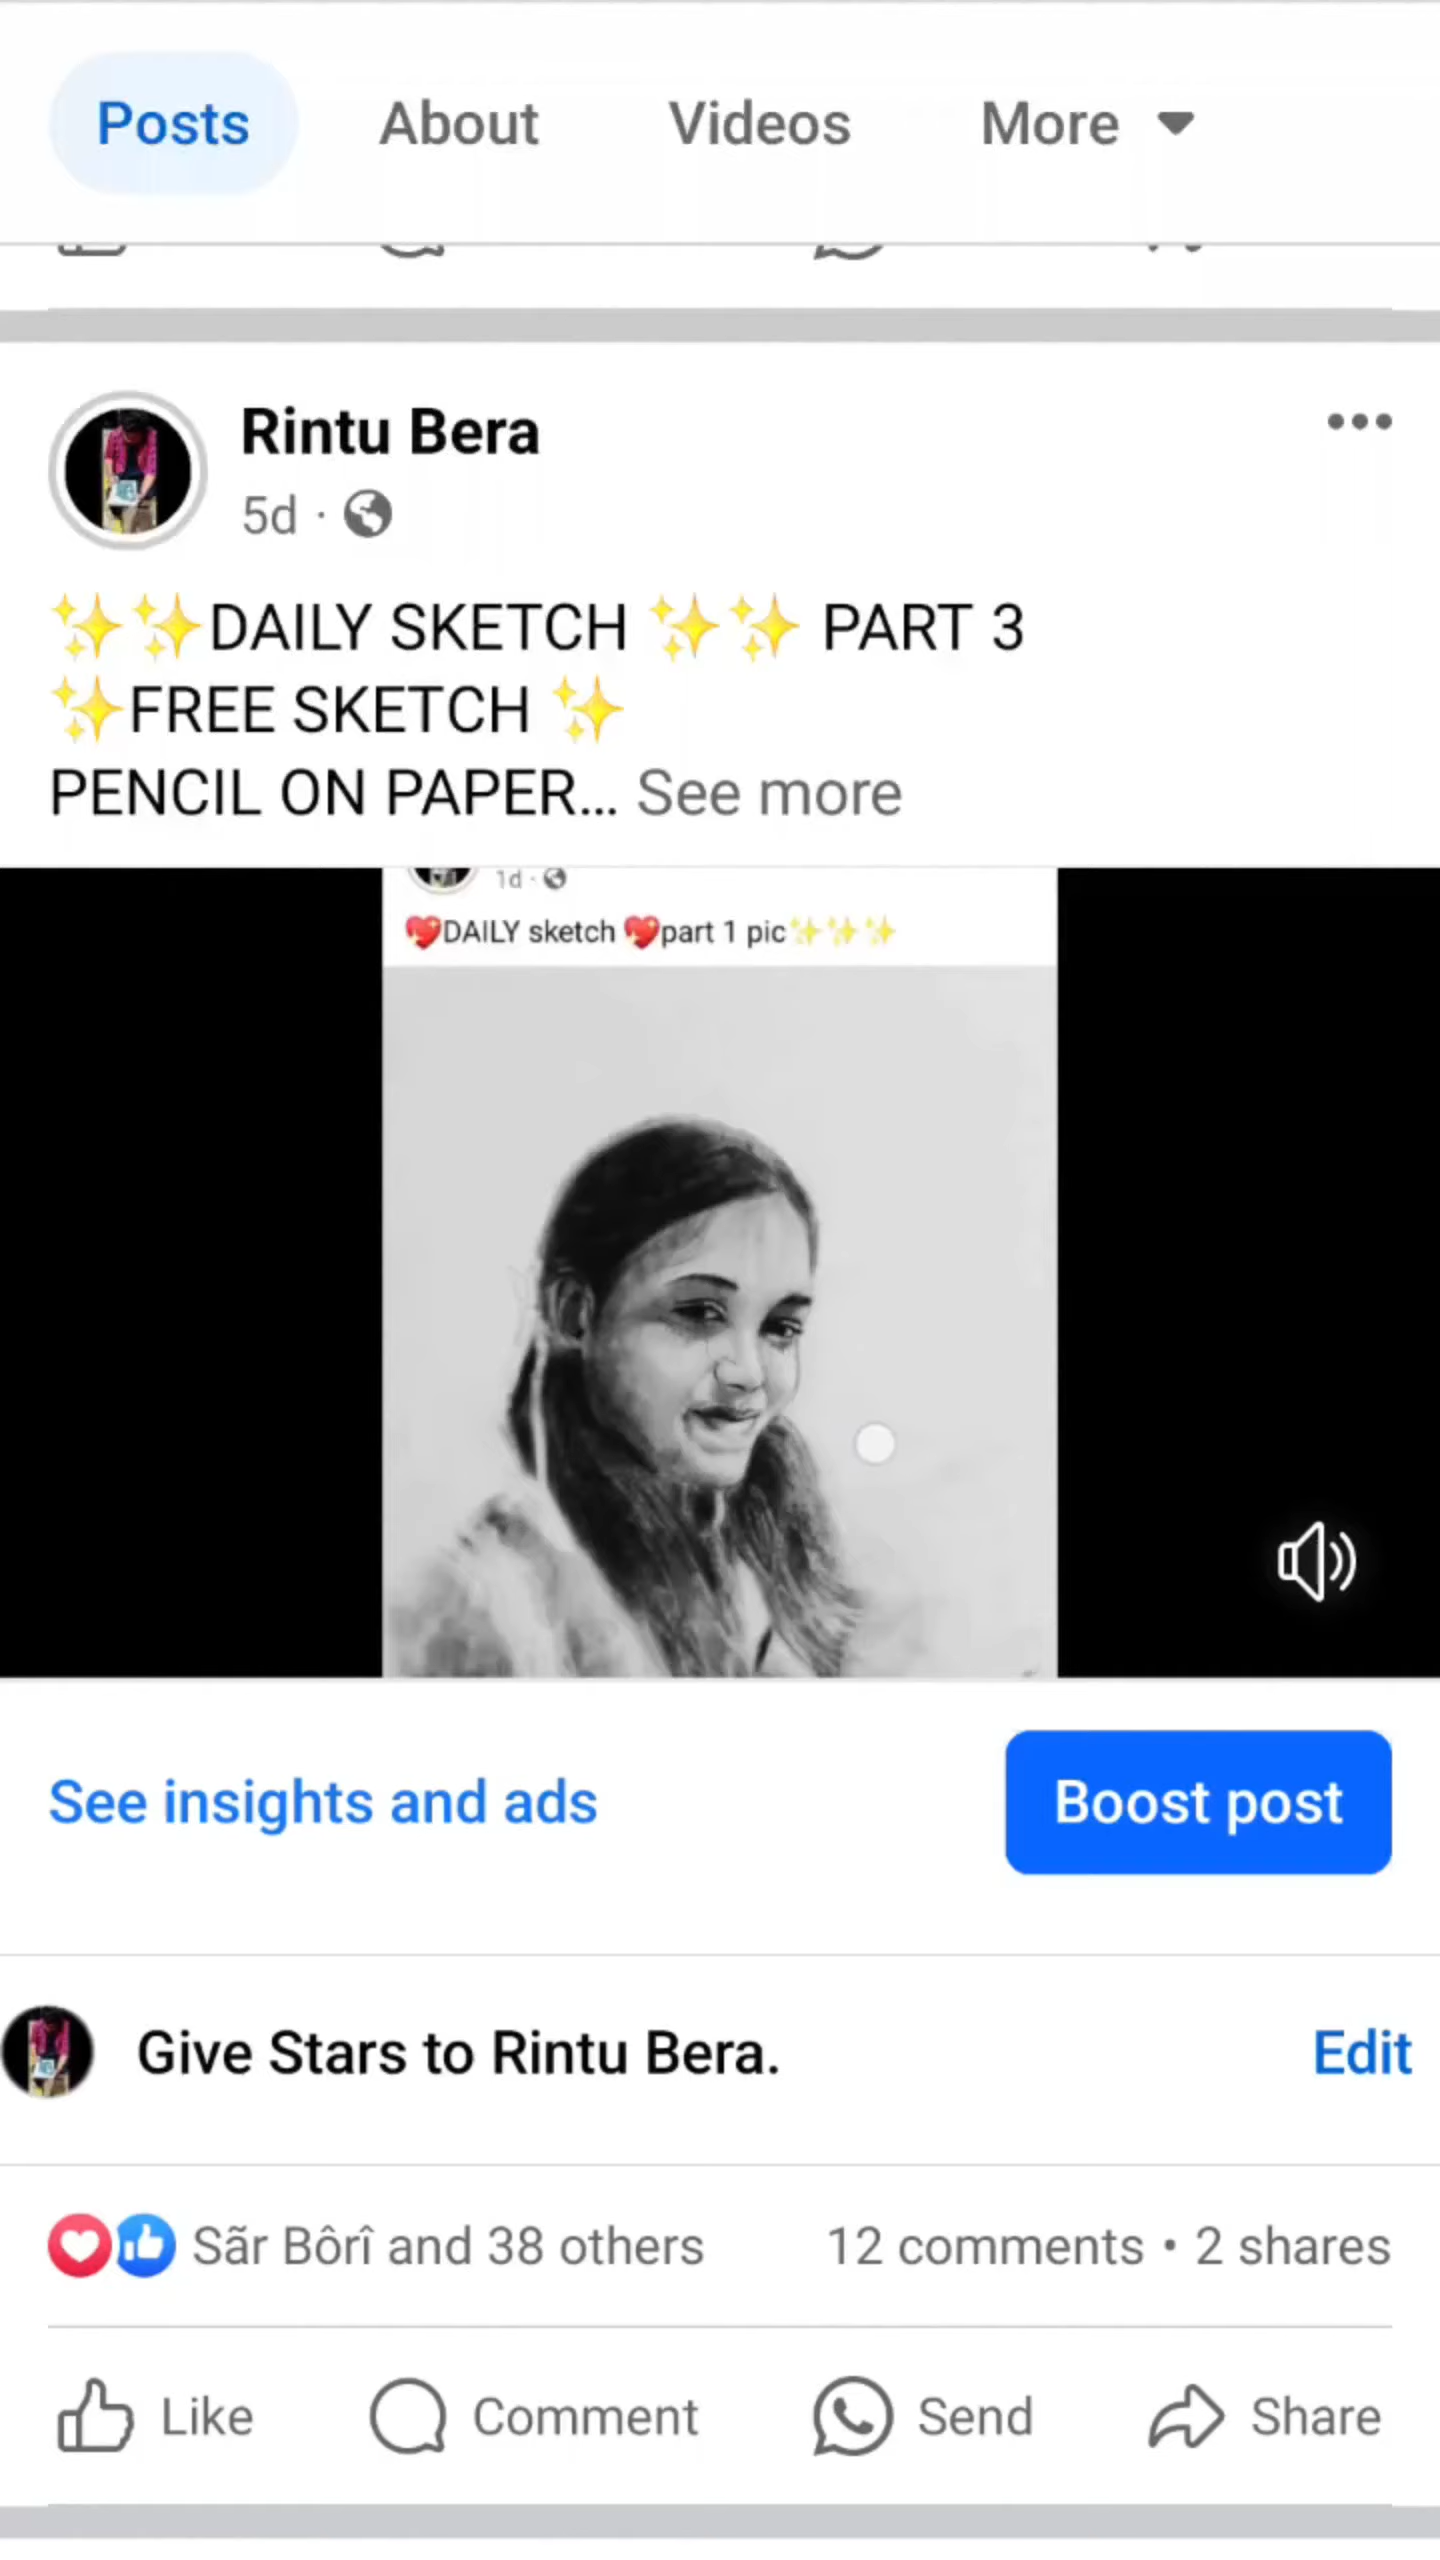 Posts About Videos More
Rintu Bera
5d ·
✨✨DAILY SKETCH ✨✨ PART 3
✨FREE SKETCH ✨
PENCIL ON PAPER... See more
1d ·
💖DAILY sketch 💖part 1 pic✨✨✨
See insights and ads Boost post
Give Stars to Rintu Bera. Edit
Sãr Bôrî and 38 others 12 comments • 2 shares
Like Comment Send Share